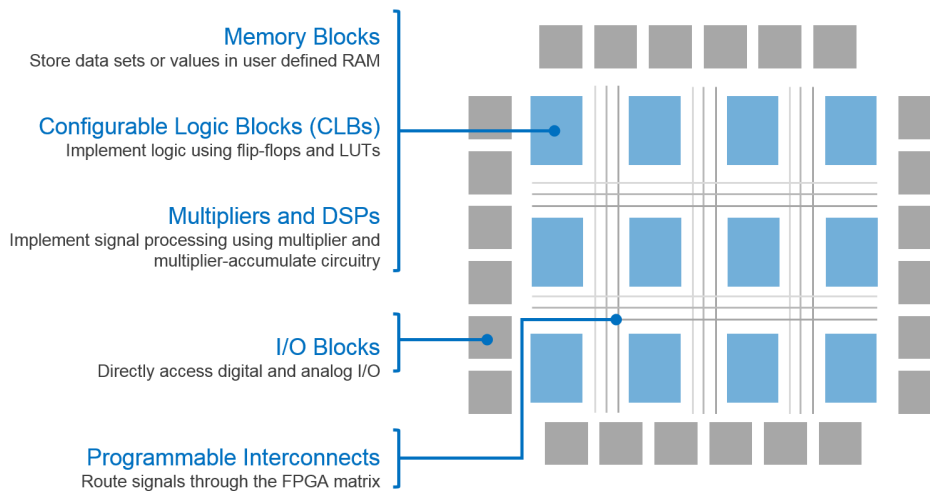 Memory Blocks
Store data sets or values in user defined RAM
Configurable Logic Blocks (CLBs)
Implement logic using flip-flops and LUTs
Multipliers and DSPs
Implement signal processing using multiplier and
multiplier-accumulate circuitry
I/O Blocks
Directly access digital and analog I/O
Programmable Interconnects
Route signals through the FPGA matrix